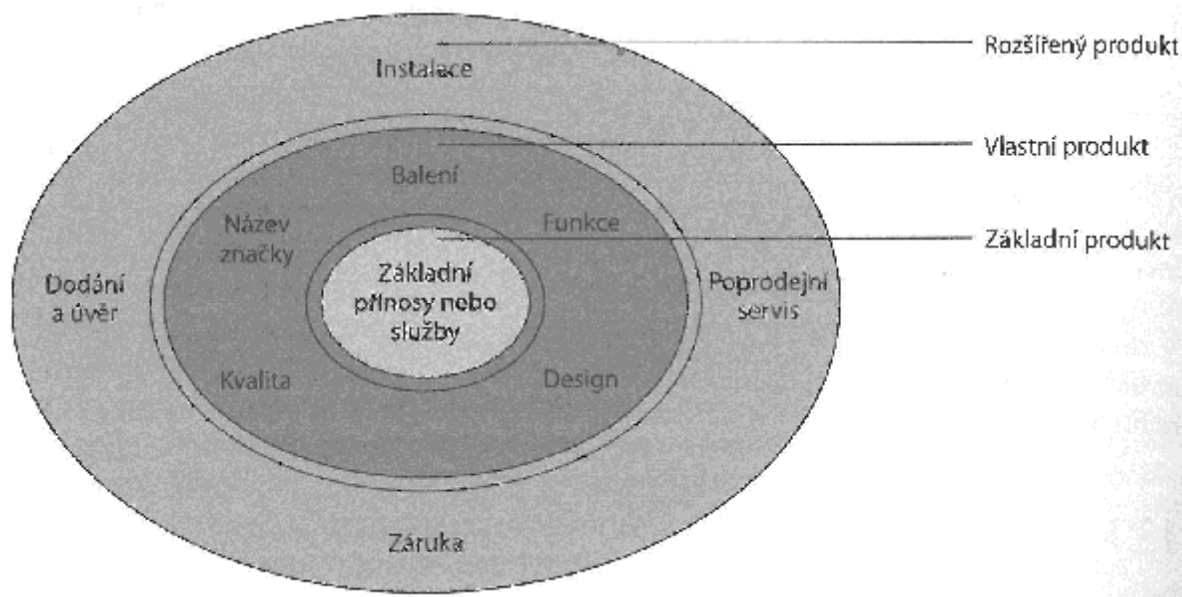 Rozšířený produkt
Instalace
Vlastní produkt
Balení
Název
značky
Funkce
Základní produkt
Základní
přínosy nebo
služby
Dodání
a úvěr
Poprodejní
servis
Kvalita
Design
Záruka